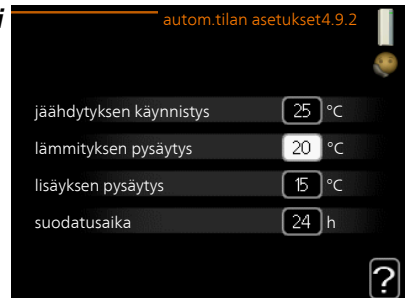 i
autom.tilan asetukset4.9.2
jäähdytyksen käynnistys 25 °C
lämmityksen pysäytys 20 °C
lisäyksen pysäytys 15 °C
suodatusaika 24 h
?